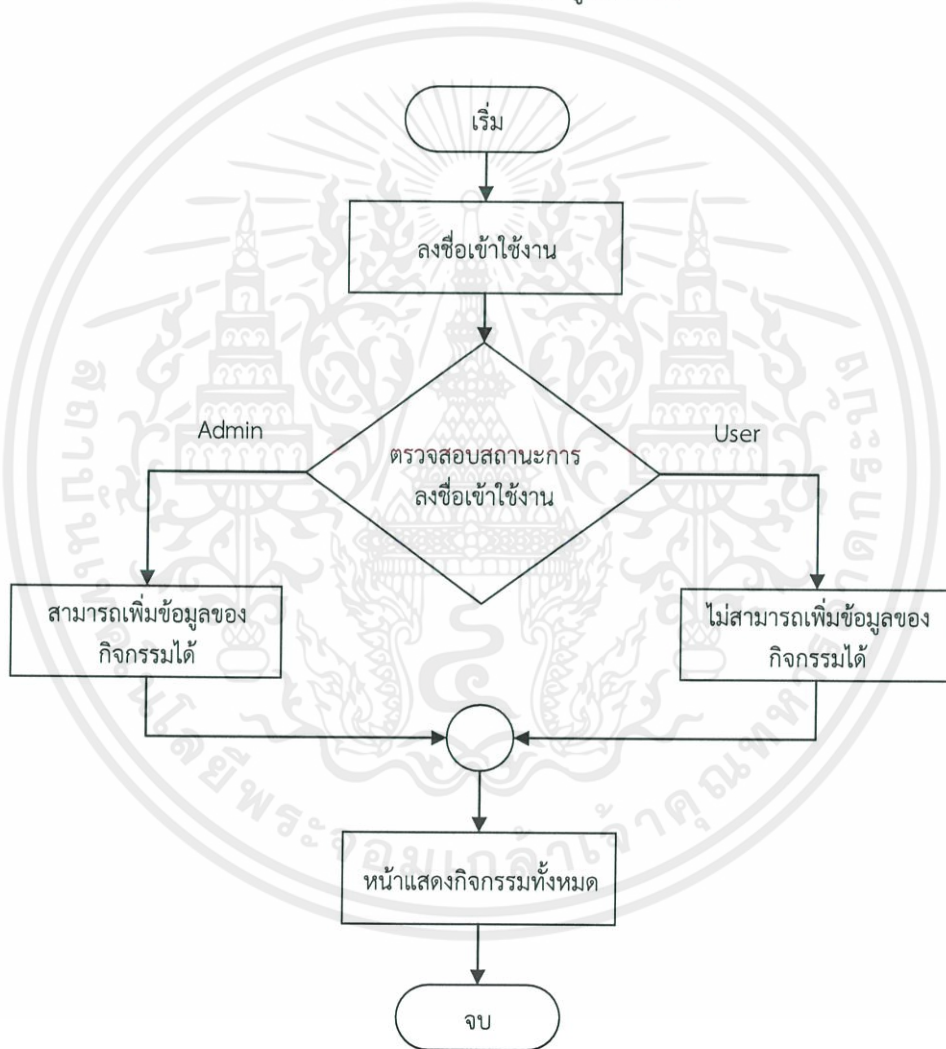 เริ่ม
ลงชื่อเข้าใช้งาน
ตรวจสอบสถานะการ
ลงชื่อเข้าใช้งาน
Admin
User
สามารถเพิ่มข้อมูลของ
กิจกรรมได้
ไม่สามารถเพิ่มข้อมูลของ
กิจกรรมได้
หน้าแสดงกิจกรรมทั้งหมด
จบ